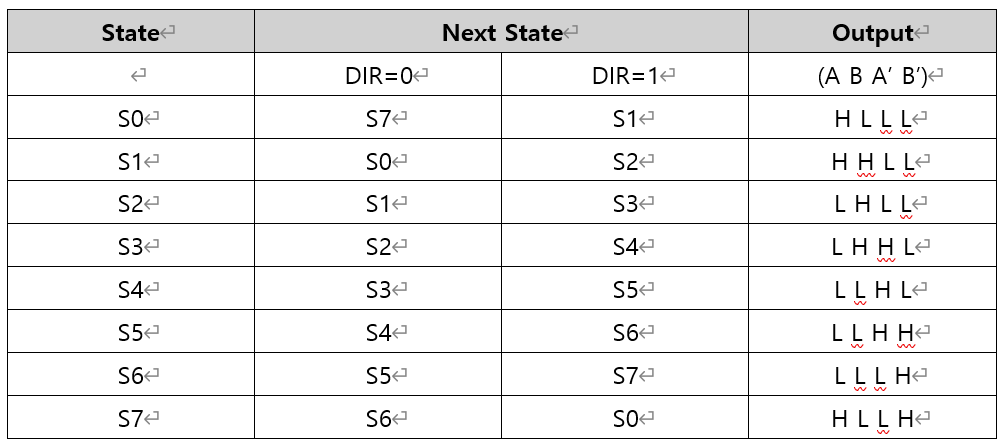 State Next State Output
DIR=0 DIR=1 (A B A’ B’)
S0 S7 S1 H L L L
S1 S0 S2 H H L L
S2 S1 S3 L H L L
S3 S2 S4 L H H L
S4 S3 S5 L L H L
S5 S4 S6 L L H H
S6 S5 S7 L L L H
S7 S6 S0 H L L H